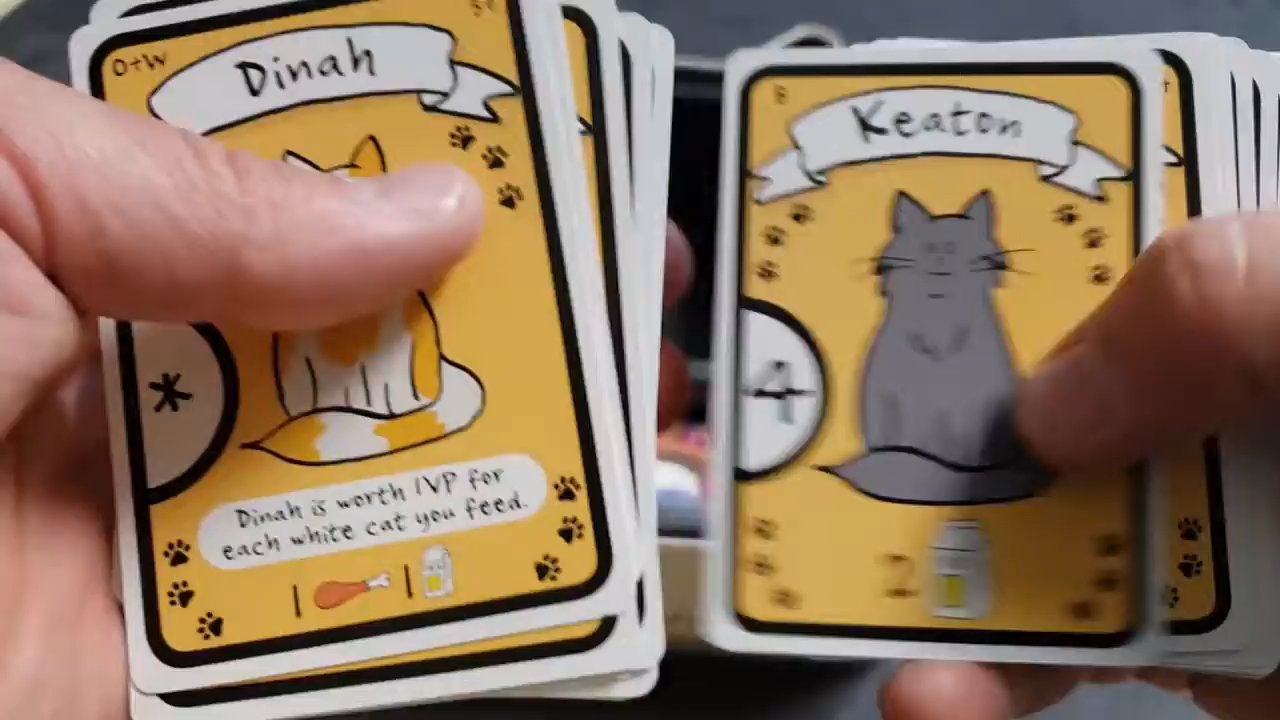 O+W
Dinah
*
Dinah is worth 1VP for
each white cat you feed.
1 1
Keaton
4
2